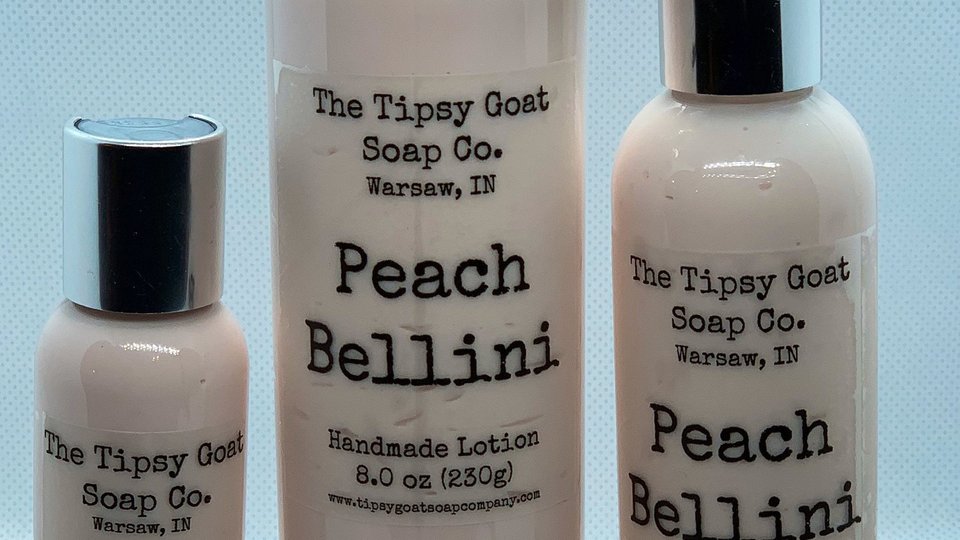 The Tipsy Goat
Soap Co.
Warsaw, IN
The Tipsy Goat
Soap Co.
Warsaw, IN
Peach
Bellini
Handmade Lotion
8.0 oz (230g)
www.tipsygoatsoapcompany.com
The Tipsy Goat
Soap Co.
Warsaw, IN
Peach
Bellini